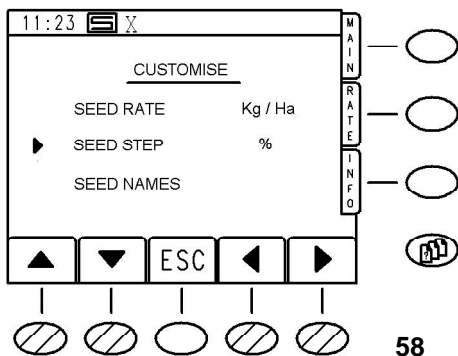 11:23 S X
CUSTOMISE
SEED RATE Kg / Ha
SEED STEP %
SEED NAMES
MAIN
RATE
INFO
ESC
?
58